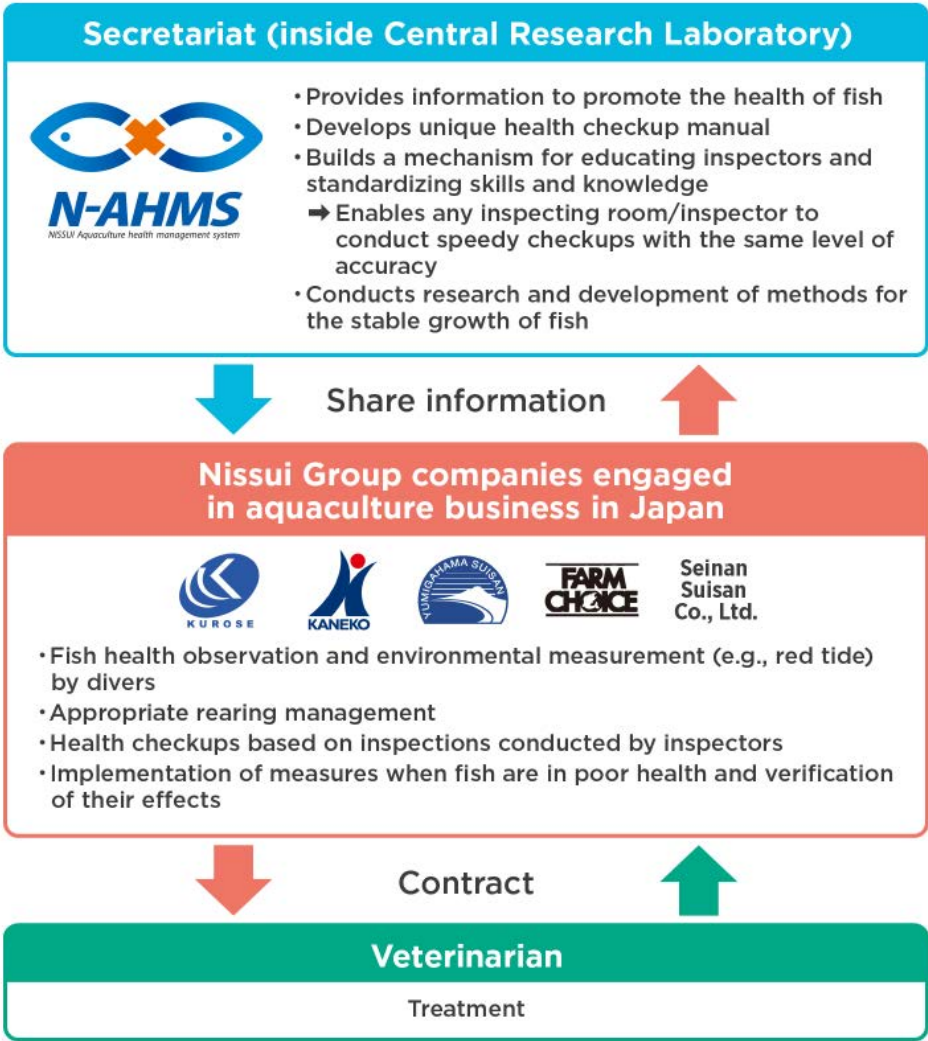 Secretariat (inside Central Research Laboratory)
N-AHMS
NISSUI Aquaculture health management system
・Provides information to promote the health of fish
・Develops unique health checkup manual
・Builds a mechanism for educating inspectors and
standardizing skills and knowledge
➡ Enables any inspecting room/inspector to
conduct speedy checkups with the same level of
accuracy
・Conducts research and development of methods for
the stable growth of fish
Share information
Nissui Group companies engaged
in aquaculture business in Japan
KUROSE
KANEKO
YUMIGAHAMA SUISAN
FARM
CHOICE
Seinan
Suisan
Co., Ltd.
・Fish health observation and environmental measurement (e.g., red tide)
by divers
・Appropriate rearing management
・Health checkups based on inspections conducted by inspectors
・Implementation of measures when fish are in poor health and verification
of their effects
Contract
Veterinarian
Treatment